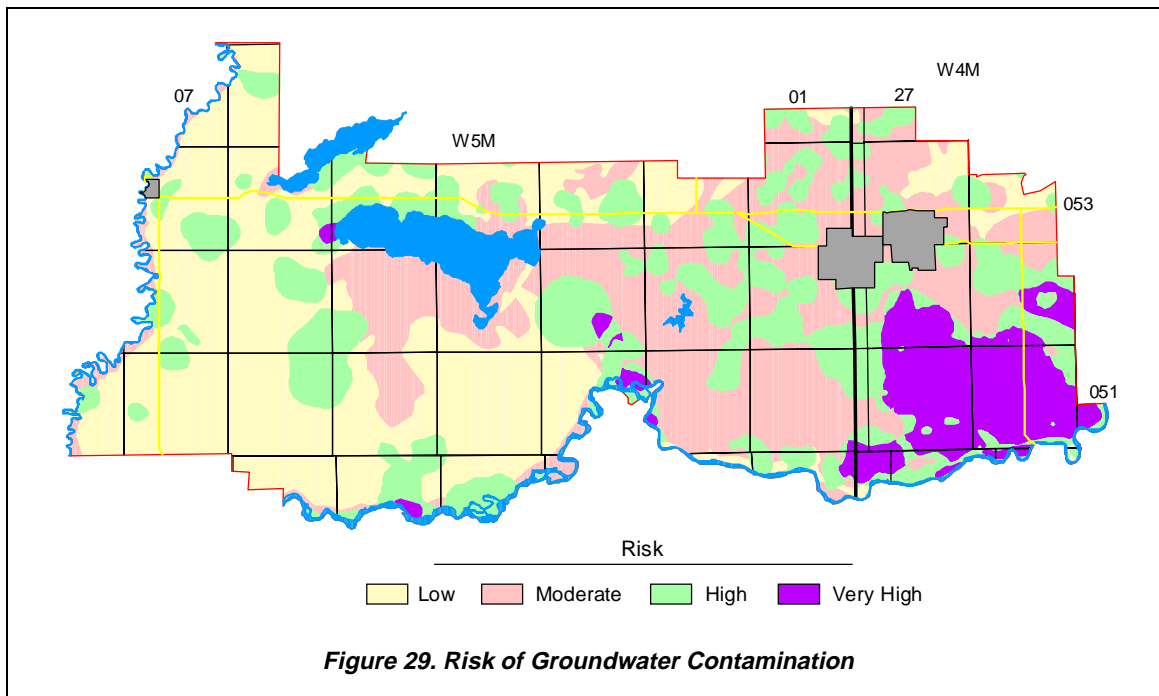 W4M
07
01
27
W5M
053
051
Risk
Low Moderate High Very High
Figure 29. Risk of Groundwater Contamination